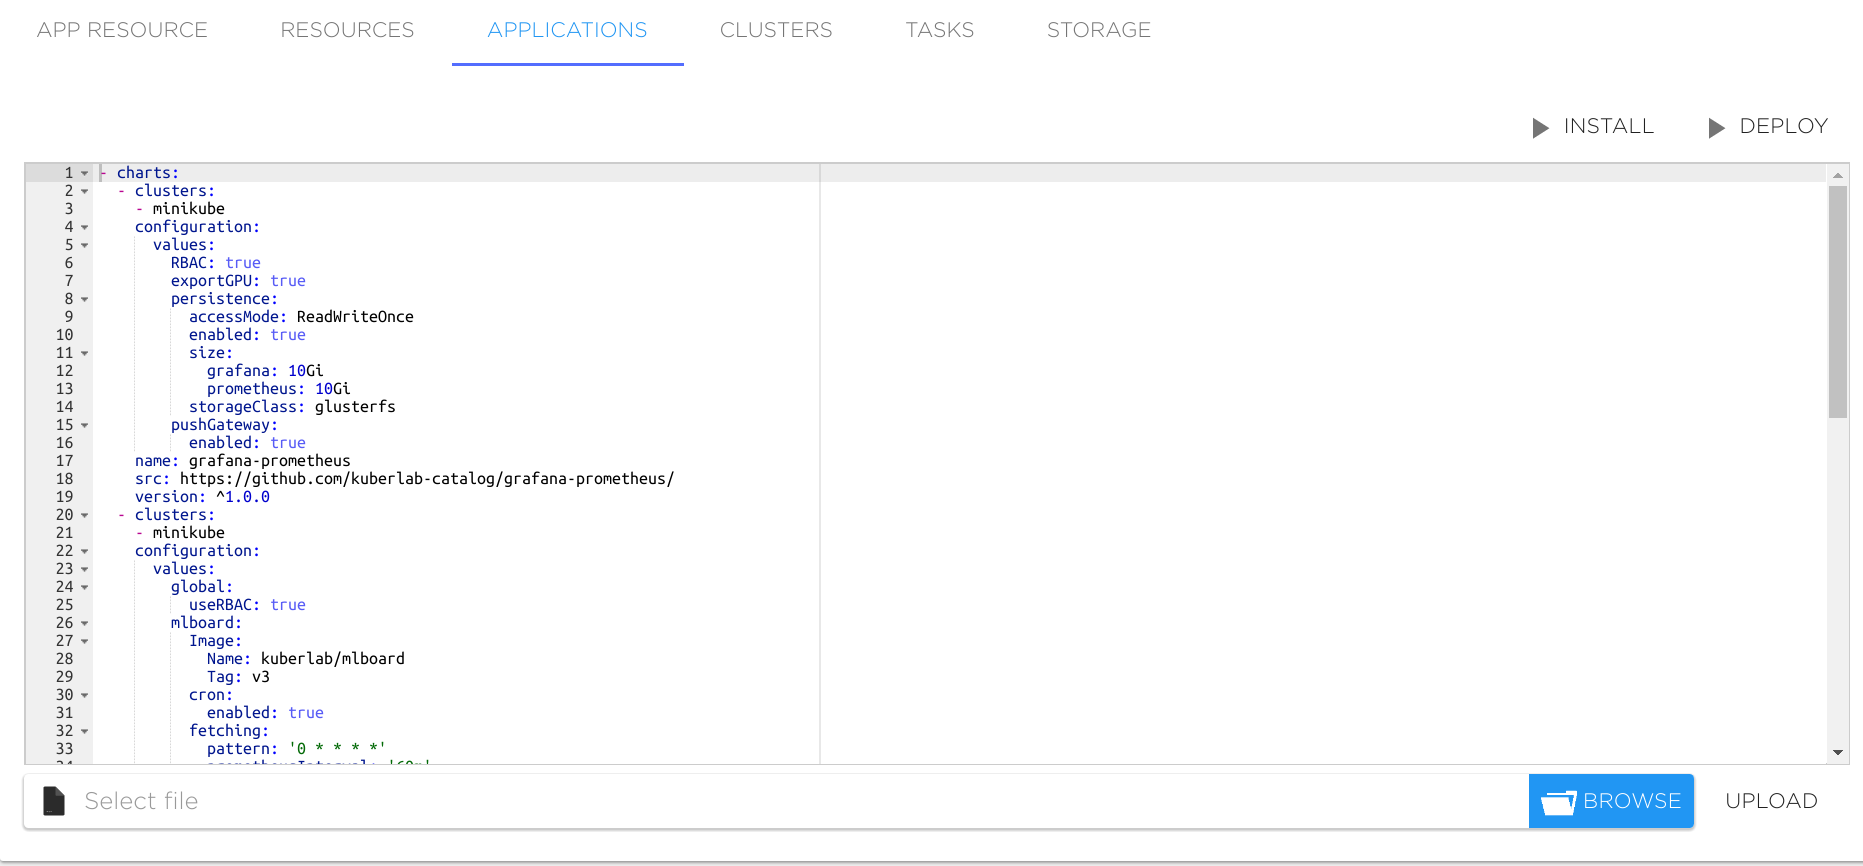 APP RESOURCE RESOURCES APPLICATIONS CLUSTERS TASKS STORAGE
INSTALL DEPLOY
1 - charts:
2   - clusters:
3     - minikube
4     configuration:
5       values:
6         RBAC: true
7         exportGPU: true
8         persistence:
9           accessMode: ReadWriteOnce
10           enabled: true
11           size:
12             grafana: 10Gi
13             prometheus: 10Gi
14           storageClass: glusterfs
15         pushGateway:
16           enabled: true
17     name: grafana-prometheus
18     src: https://github.com/kuberlab-catalog/grafana-prometheus/
19     version: ^1.0.0
20   - clusters:
21     - minikube
22     configuration:
23       values:
24         global:
25           useRBAC: true
26         mlboard:
27           Image:
28             Name: kuberlab/mlboard
29             Tag: v3
30           cron:
31             enabled: true
32           fetching:
33             pattern: '0 * * * *'
Select file BROWSE UPLOAD